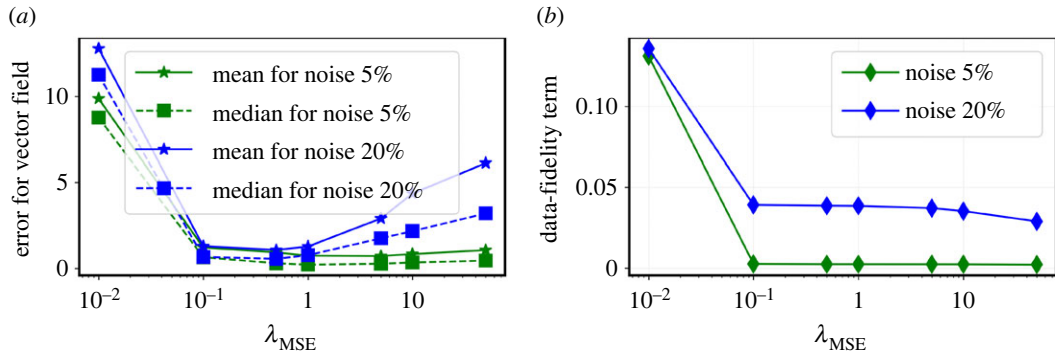 (a)
error for vector field
10
5
0
mean for noise 5%
median for noise 5%
mean for noise 20%
median for noise 20%
10⁻² 10⁻¹ 1 10
λMSE
(b)
data-fidelity term
0.10
0.05
0
noise 5%
noise 20%
10⁻² 10⁻¹ 1 10
λMSE